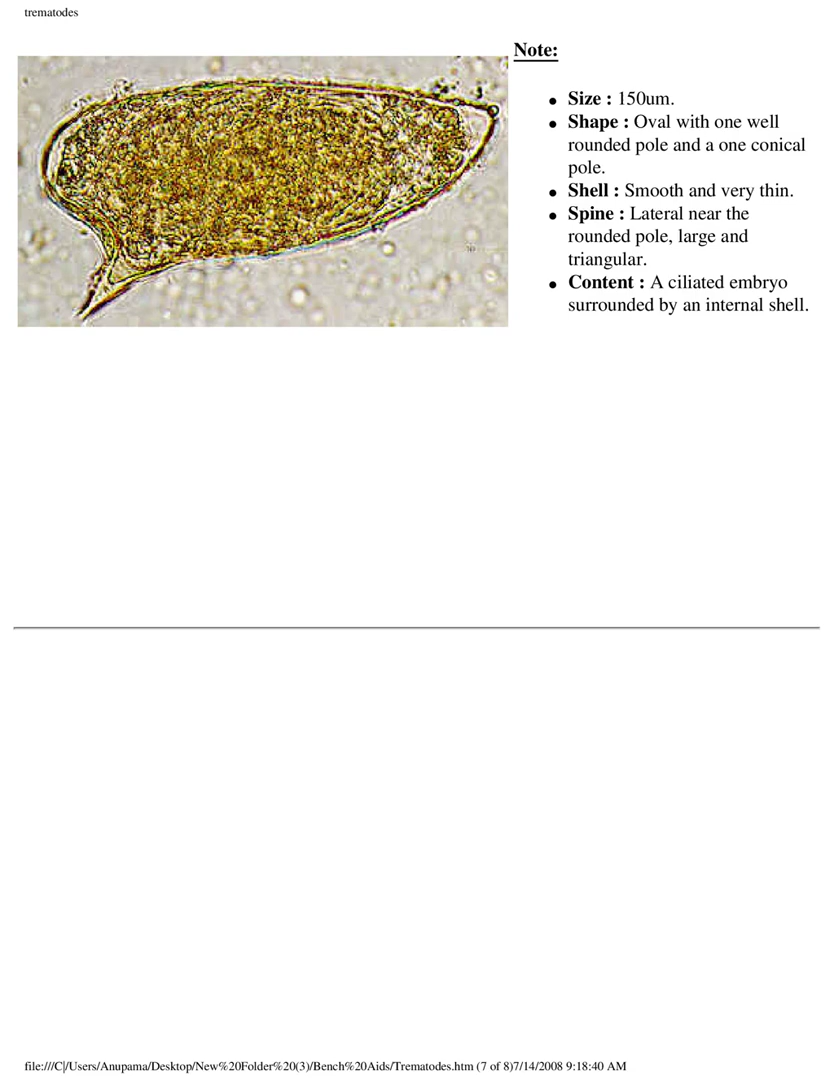 trematodes
Note:
● Size : 150um.
● Shape : Oval with one well
rounded pole and a one conical
pole.
● Shell : Smooth and very thin.
● Spine : Lateral near the
rounded pole, large and
triangular.
● Content : A ciliated embryo
surrounded by an internal shell.
file:///C|/Users/Anupama/Desktop/New%20Folder%20(3)/Bench%20Aids/Trematodes.htm (7 of 8)7/14/2008 9:18:40 AM